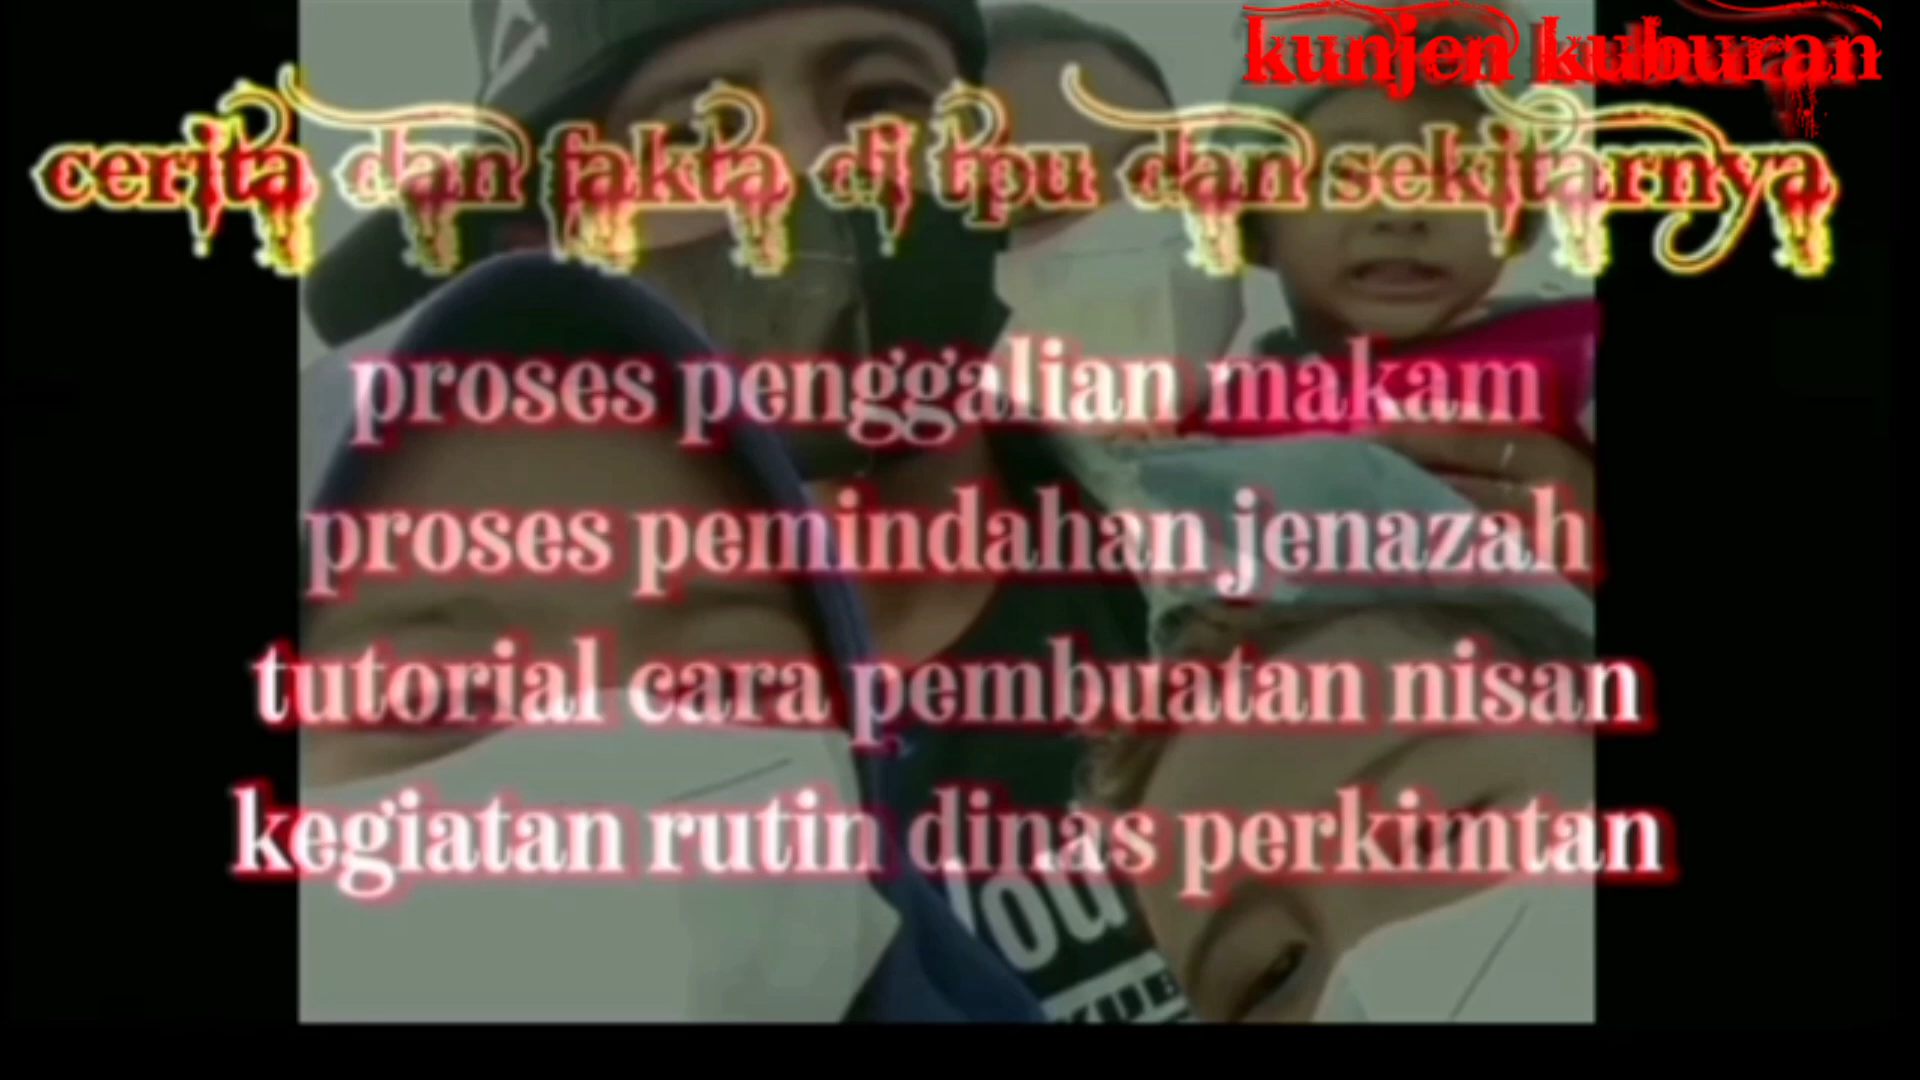 kunjen kuburan
cerita dan fakta di tpu dan sekitarnya
proses penggalian makam
proses pemindahan jenazah
tutorial cara pembuatan nisan
kegiatan rutin dinas perkimtan
You